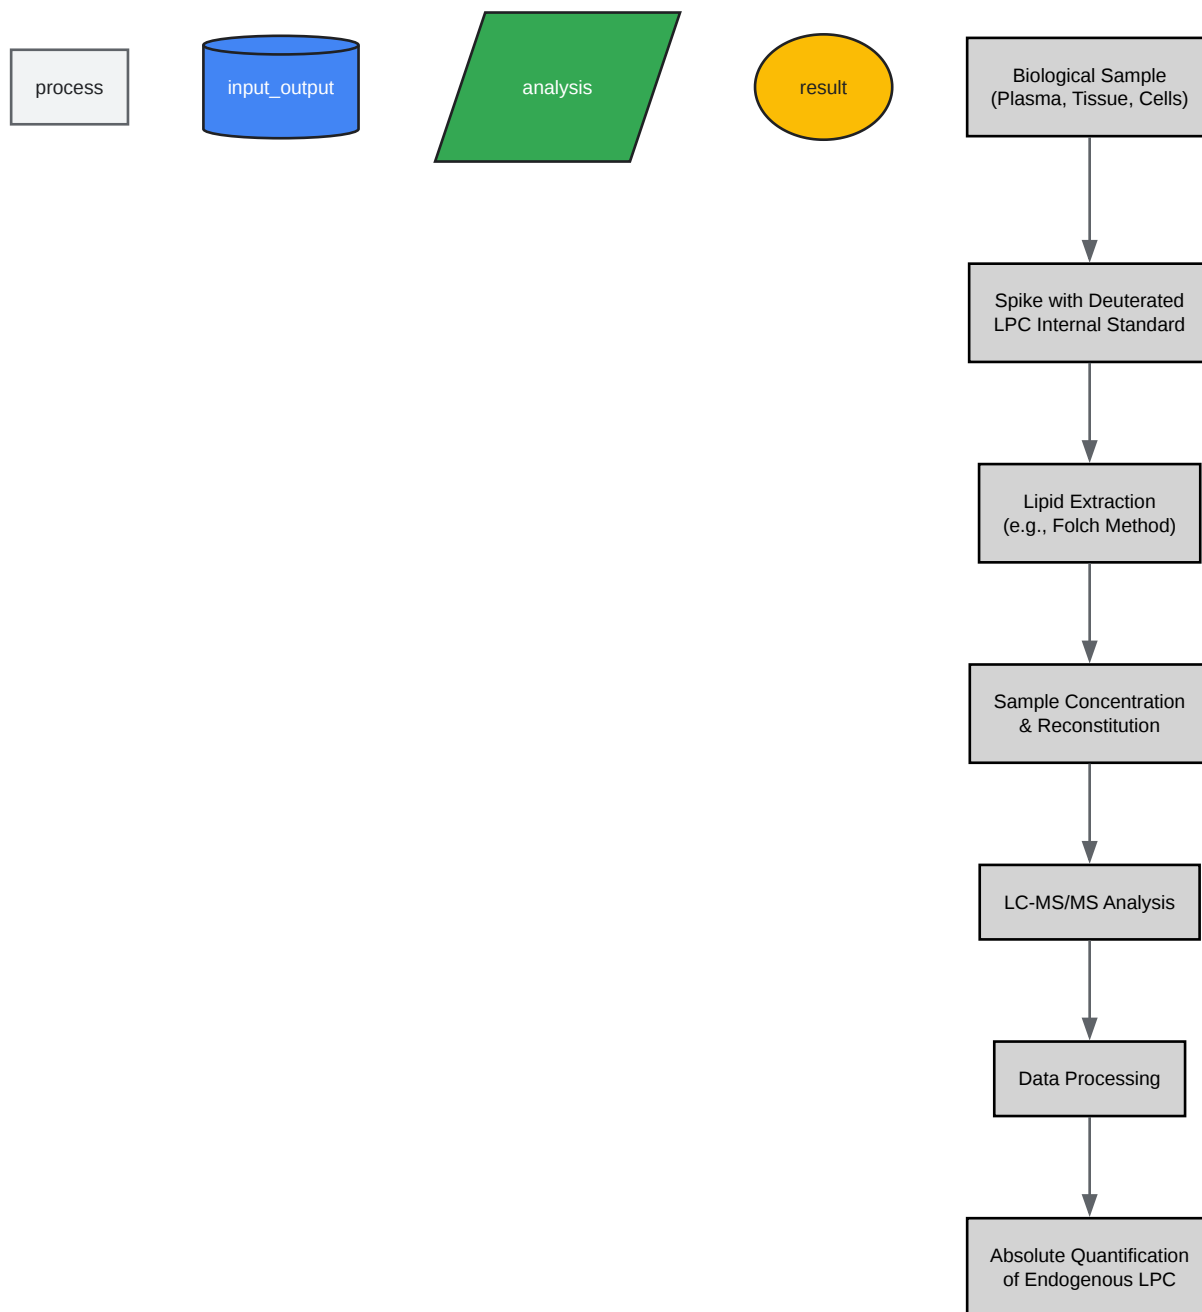 process
input_output
analysis
result
Biological Sample
(Plasma, Tissue, Cells)
Spike with Deuterated
LPC Internal Standard
Lipid Extraction
(e.g., Folch Method)
Sample Concentration
& Reconstitution
LC-MS/MS Analysis
Data Processing
Absolute Quantification
of Endogenous LPC